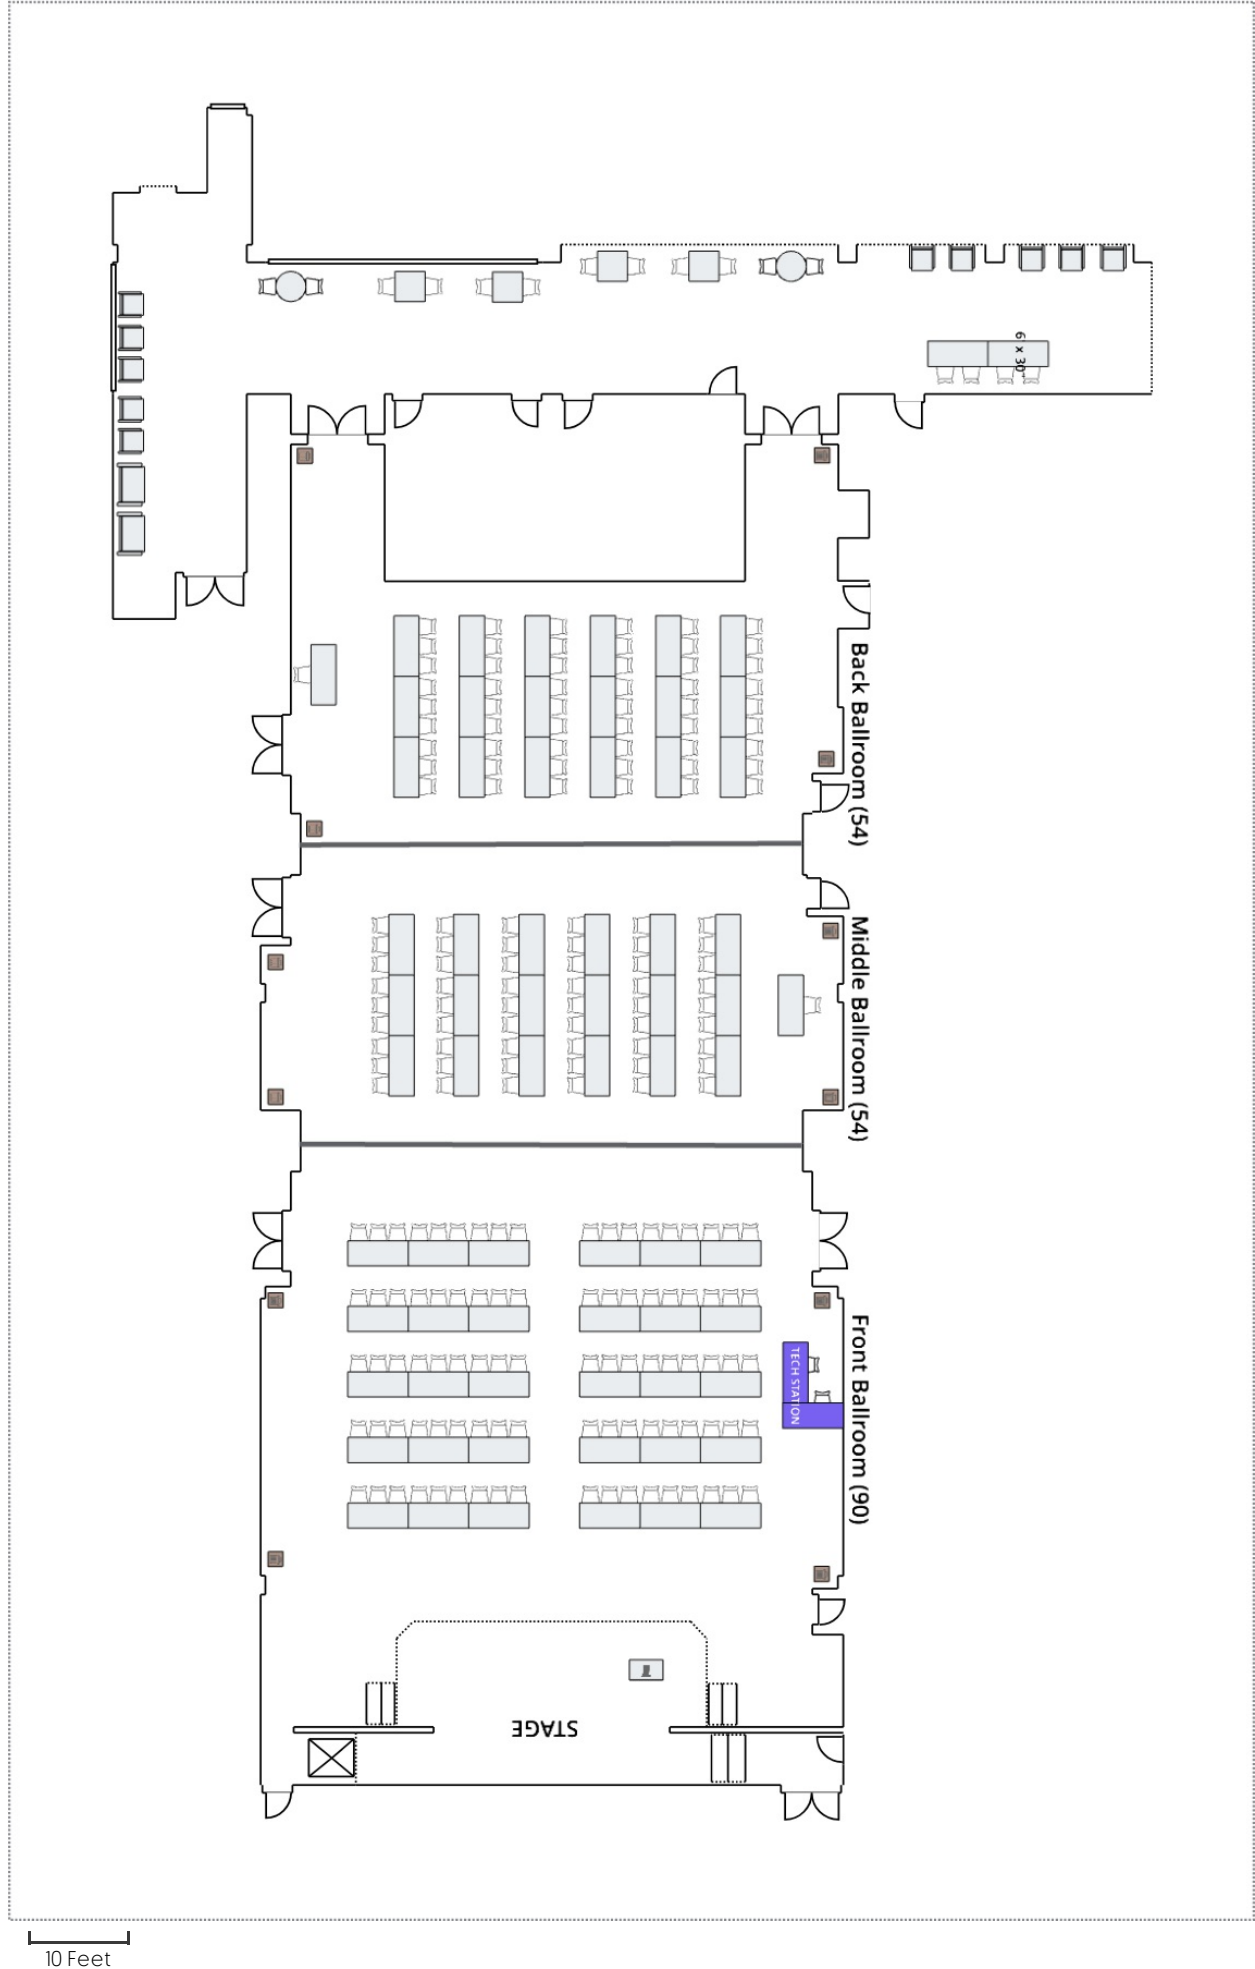 6' x 30"
Back Ballroom (54)
Middle Ballroom (54)
Front Ballroom (90)
TECH STATION
STAGE
10 Feet